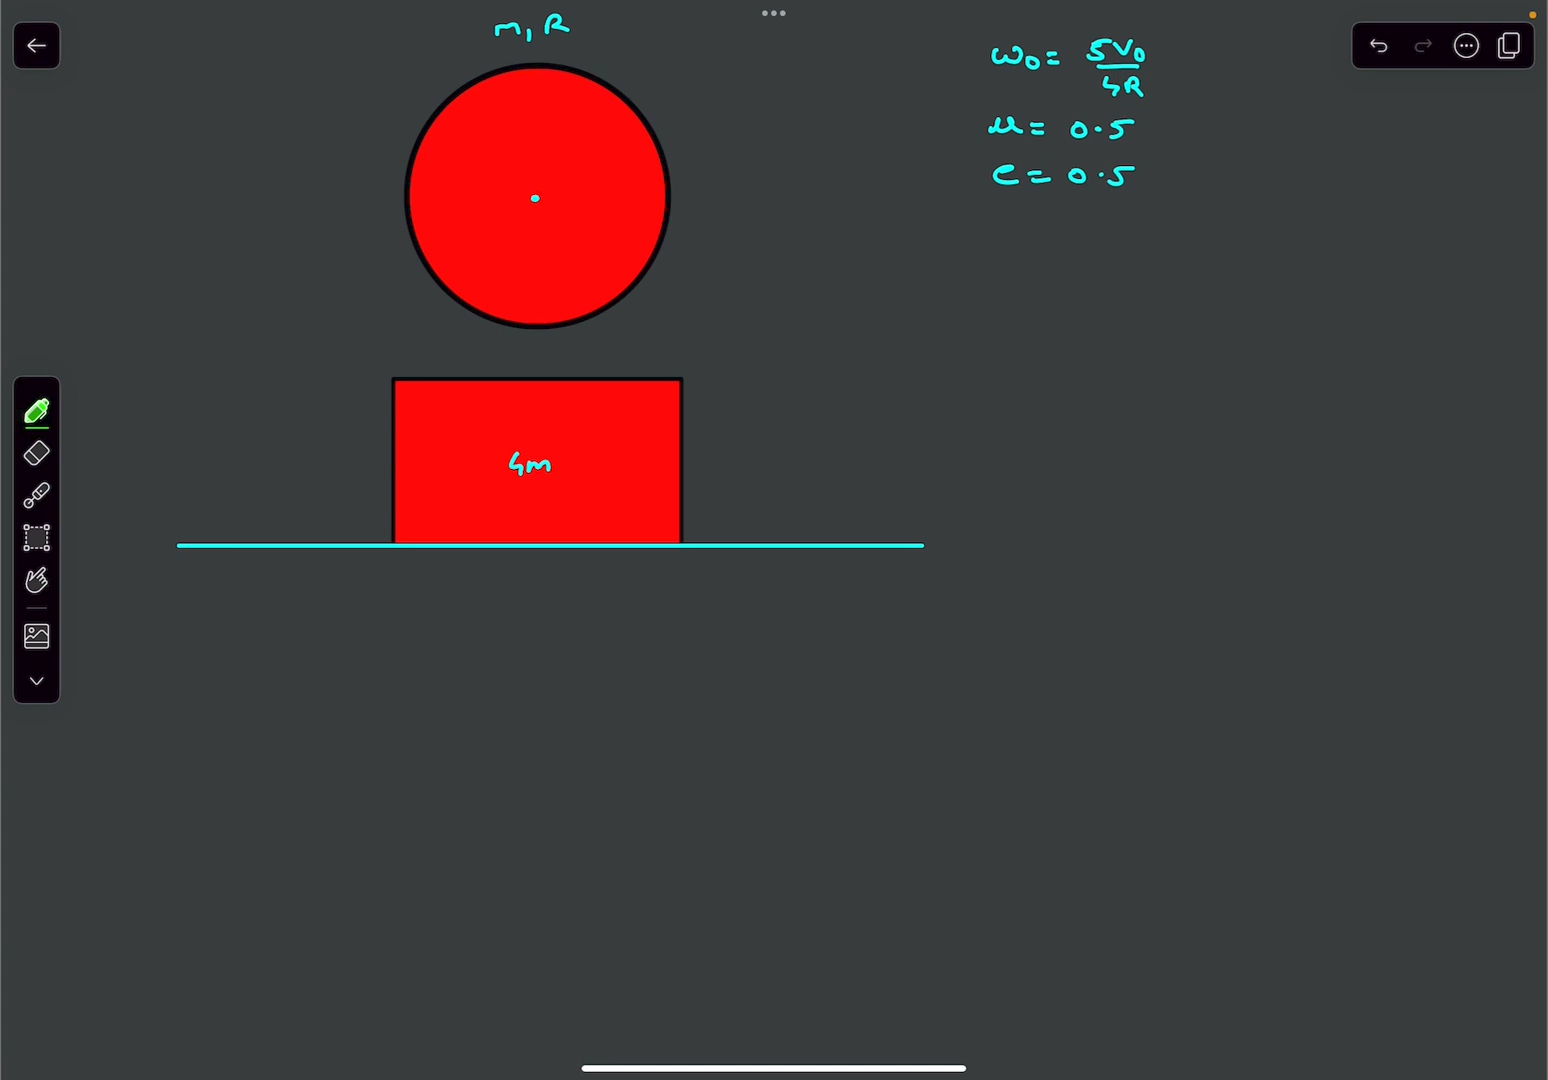 m, R
ω₀ = 5V₀/4R
μ = 0.5
e = 0.5
4m